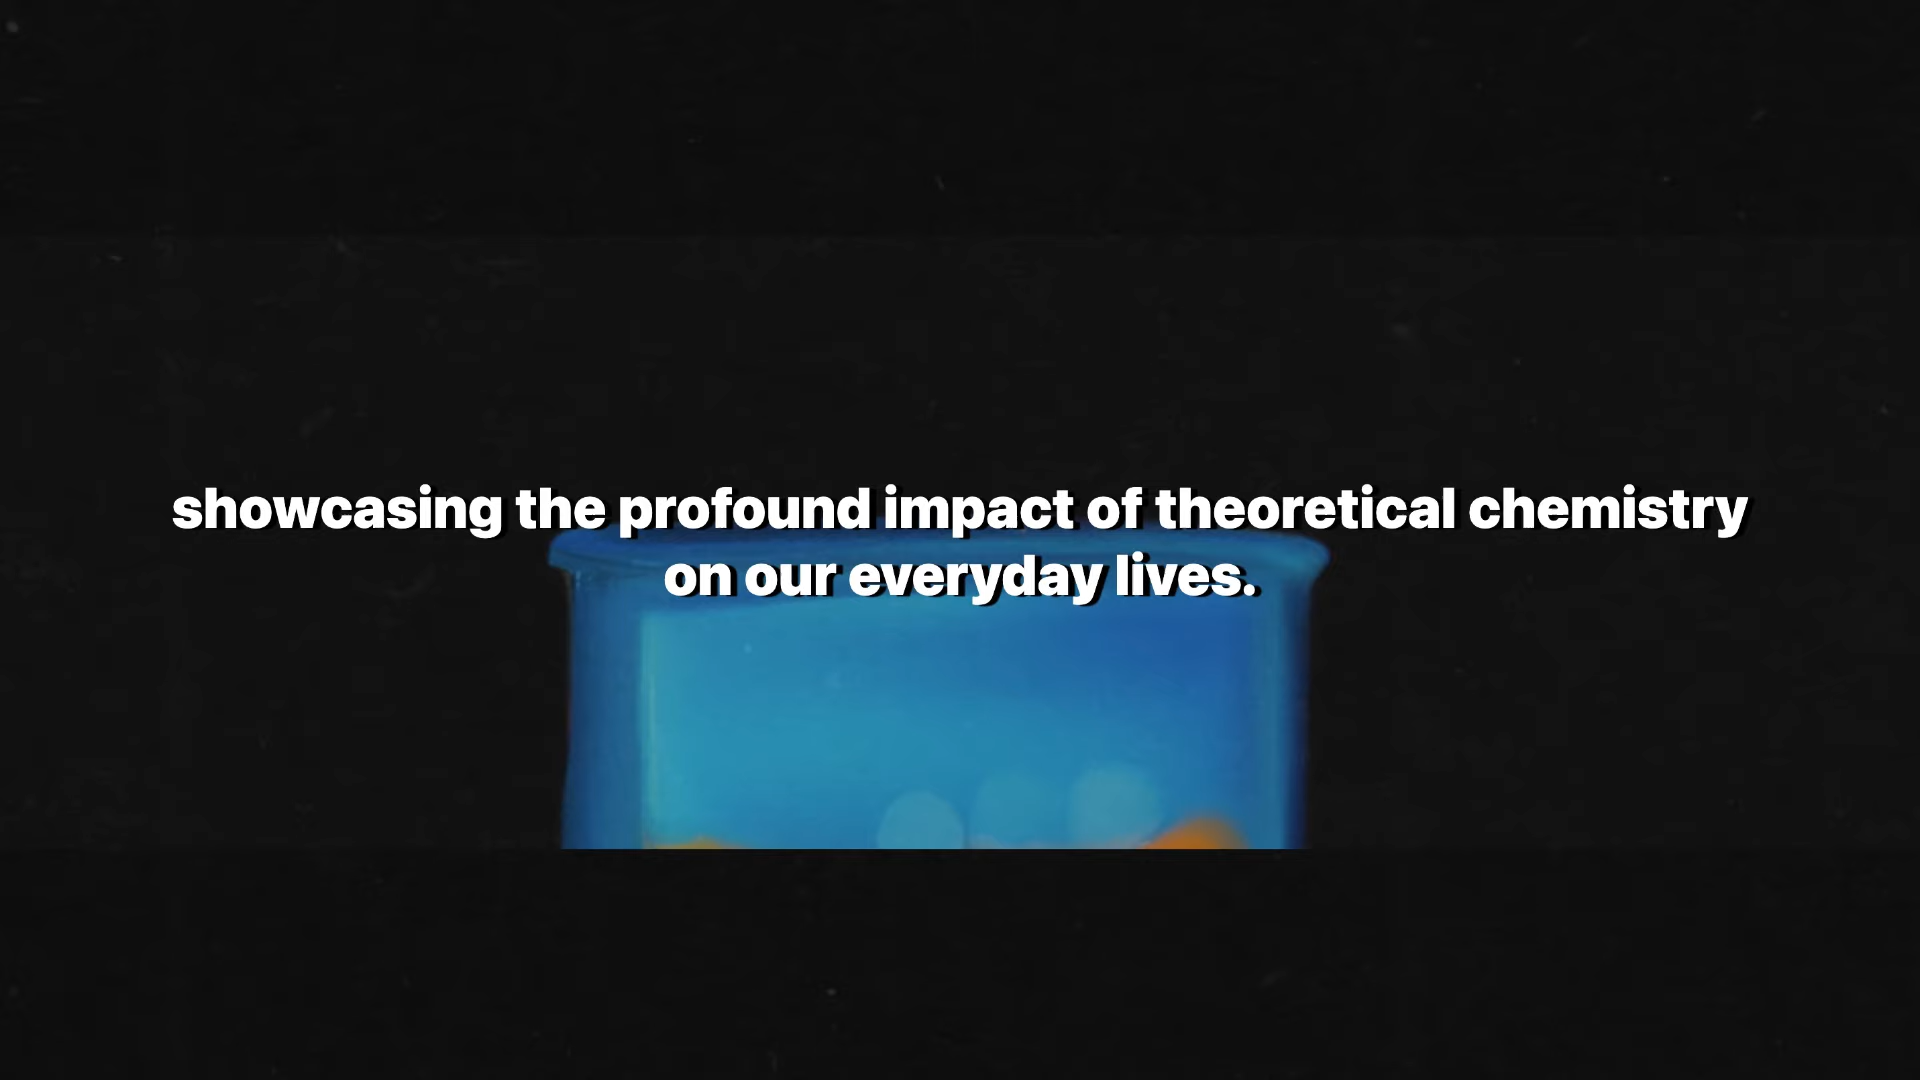 showcasing the profound impact of theoretical chemistry
on our everyday lives.